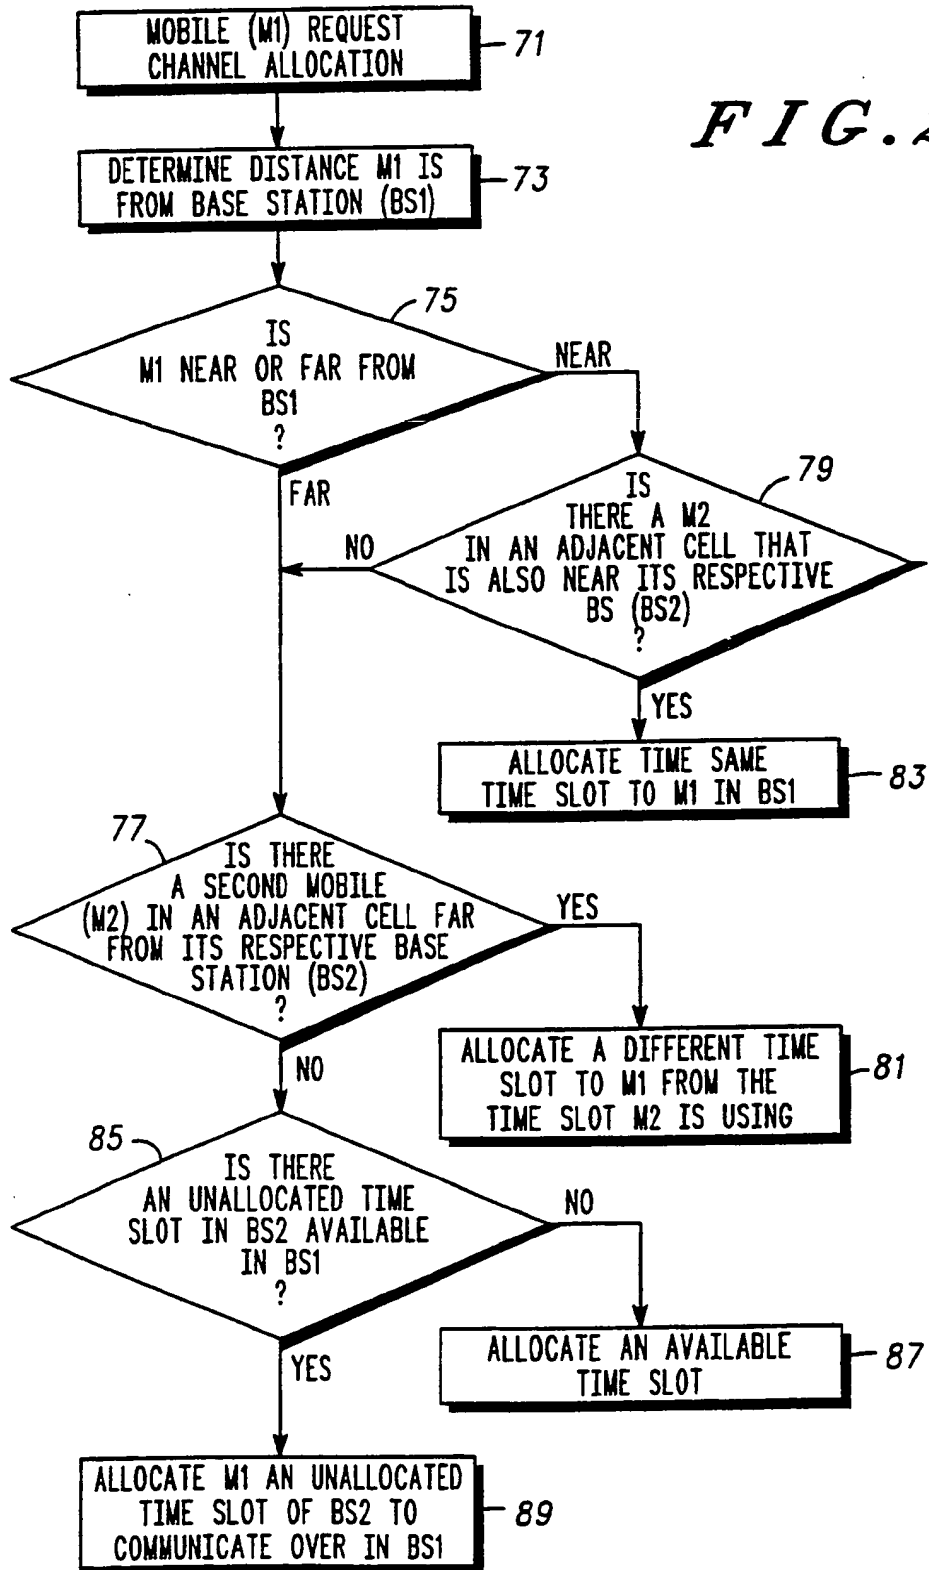 MOBILE (M1) REQUEST
CHANNEL ALLOCATION
71
FIG.
DETERMINE DISTANCE M1 IS
FROM BASE STATION (BS1)
73
75
IS
M1 NEAR OR FAR FROM
BS1
?
NEAR
FAR
79
IS
THERE A M2
IN AN ADJACENT CELL THAT
IS ALSO NEAR ITS RESPECTIVE
BS (BS2)
?
NO
YES
ALLOCATE TIME SAME
TIME SLOT TO M1 IN BS1
83
77
IS THERE
A SECOND MOBILE
(M2) IN AN ADJACENT CELL FAR
FROM ITS RESPECTIVE BASE
STATION (BS2)
?
YES
NO
ALLOCATE A DIFFERENT TIME
SLOT TO M1 FROM THE
TIME SLOT M2 IS USING
81
85
IS THERE
AN UNALLOCATED TIME
SLOT IN BS2 AVAILABLE
IN BS1
?
NO
YES
ALLOCATE AN AVAILABLE
TIME SLOT
87
ALLOCATE M1 AN UNALLOCATED
TIME SLOT OF BS2 TO
COMMUNICATE OVER IN BS1
89